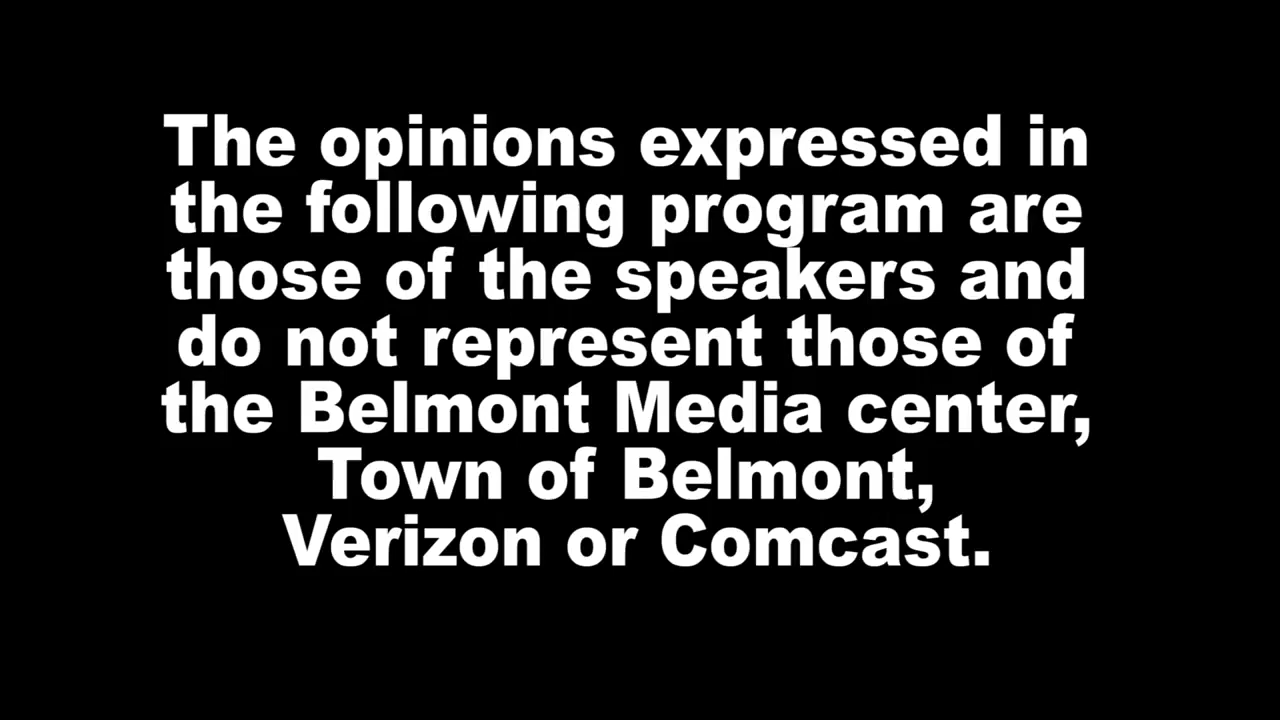 The opinions expressed in
the following program are
those of the speakers and
do not represent those of
the Belmont Media center,
Town of Belmont,
Verizon or Comcast.